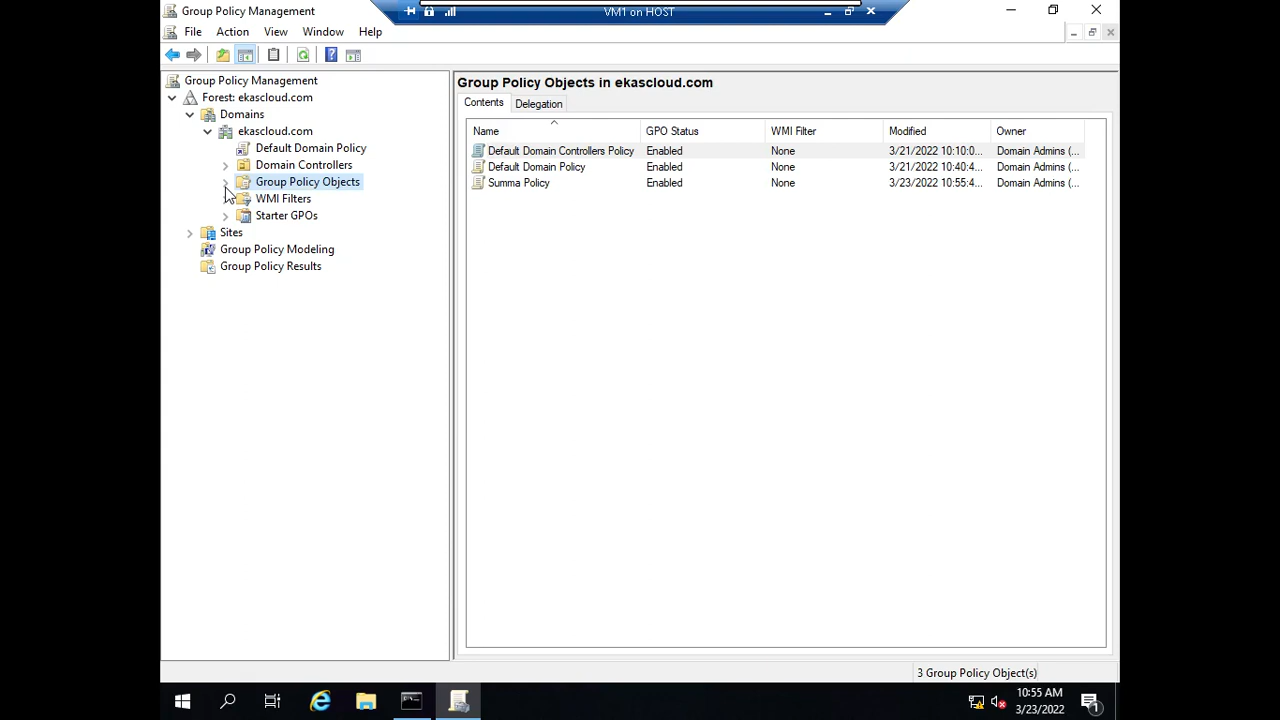 Group Policy Management
VM1 on HOST
File Action View Window Help
Group Policy Management
Forest: ekascloud.com
Domains
ekascloud.com
Default Domain Policy
Domain Controllers
Group Policy Objects
WMI Filters
Starter GPOs
Sites
Group Policy Modeling
Group Policy Results
Group Policy Objects in ekascloud.com
Contents Delegation
Name GPO Status WMI Filter Modified Owner
Default Domain Controllers Policy Enabled None 3/21/2022 10:10:0... Domain Admins (...
Default Domain Policy Enabled None 3/21/2022 10:40:4... Domain Admins (...
Summa Policy Enabled None 3/23/2022 10:55:4... Domain Admins (...
3 Group Policy Object(s)
10:55 AM
3/23/2022
1